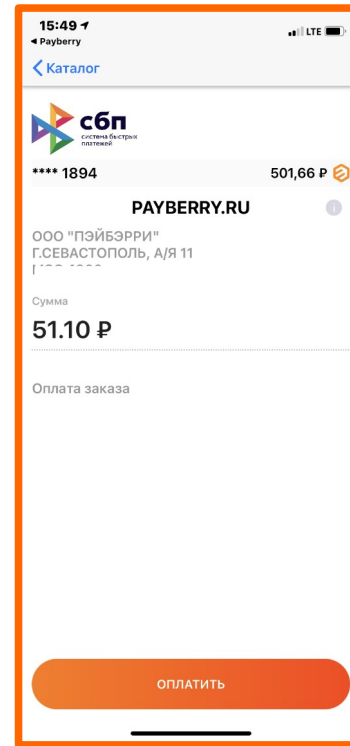 15:49
LTE
Payberry
Каталог
сбп
система быстрых
платежей
**** 1894
501,66 ₽
PAYBERRY.RU
ООО "ПЭЙБЭРРИ"
Г.СЕВАСТОПОЛЬ, А/Я 11
Сумма
51.10 ₽
Оплата заказа
ОПЛАТИТЬ